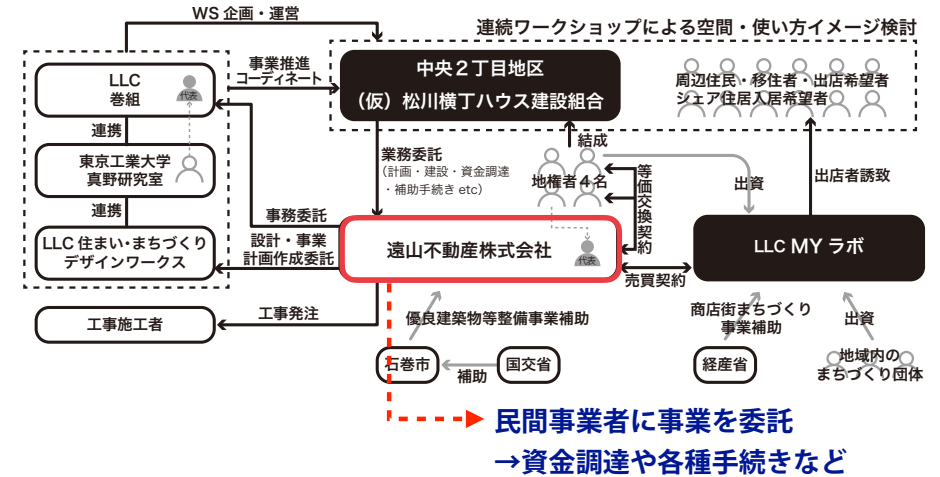 WS 企画・運営
連続ワークショップによる空間・使い方イメージ検討
LLC
巻組
代表
事業推進
コーディネート
中央２丁目地区
（仮）松川横丁ハウス建設組合
周辺住民・移住者・出店希望者
シェア住居入居希望者
連携
東京工業大学
真野研究室
連携
LLC 住まい・まちづくり
デザインワークス
業務委託
（計画・建設・資金調達
・補助手続き etc）
結成
地権者４名
等価交換契約
出資
出店者誘致
事務委託
設計・事業
計画作成委託
遠山不動産株式会社
代表
LLC MY ラボ
売買契約
工事施工者
工事発注
優良建築物等整備事業補助
商店街まちづくり
事業補助
出資
石巻市
補助
国交省
経産省
地域内の
まちづくり団体
民間事業者に事業を委託
→資金調達や各種手続きなど